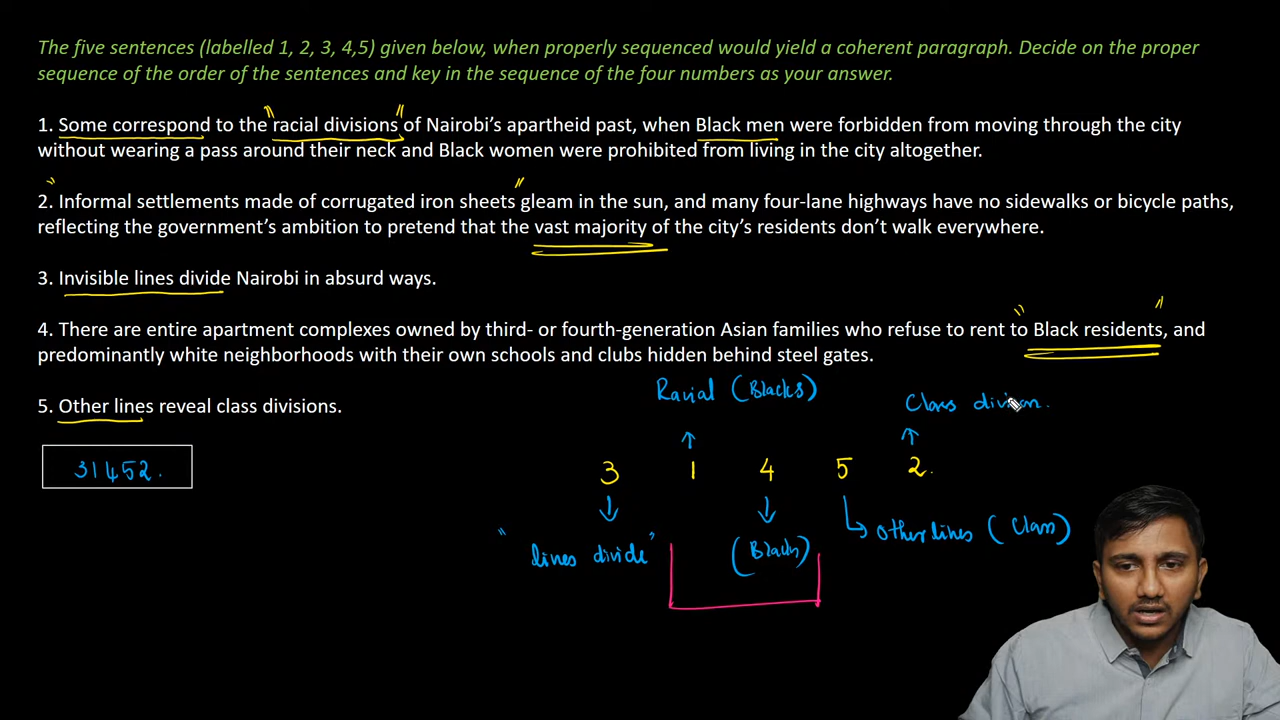 The five sentences (labelled 1, 2, 3, 4,5) given below, when properly sequenced would yield a coherent paragraph. Decide on the proper
sequence of the order of the sentences and key in the sequence of the four numbers as your answer.
1. Some correspond to the "racial divisions" of Nairobi's apartheid past, when Black men were forbidden from moving through the city
without wearing a pass around their neck and Black women were prohibited from living in the city altogether.
2. "Informal settlements made of corrugated iron sheets" gleam in the sun, and many four-lane highways have no sidewalks or bicycle paths,
reflecting the government's ambition to pretend that the vast majority of the city's residents don't walk everywhere.
3. Invisible lines divide Nairobi in absurd ways.
4. There are entire apartment complexes owned by third- or fourth-generation Asian families who refuse to rent to "Black residents", and
predominantly white neighborhoods with their own schools and clubs hidden behind steel gates.
5. Other lines reveal class divisions.
Racial (Blacks)
Class division.
31452.
3 1 4 5 2.
"lines divide"
(Blacks)
Other lines (Class)